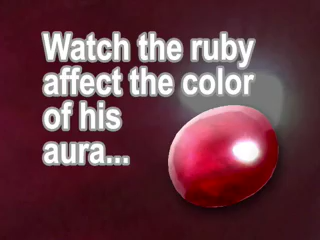 Watch the ruby
affect the color
of his
aura...